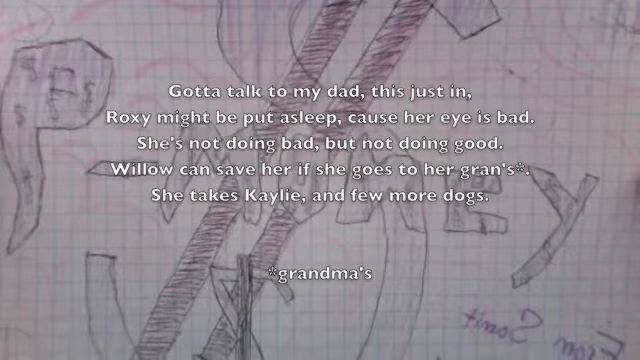 Gotta talk to my dad, this just in,
Roxy might be put asleep, cause her eye is bad.
She's not doing bad, but not doing good.
Willow can save her if she goes to her gran's*.
She takes Kaylie, and few more dogs.
*grandma's